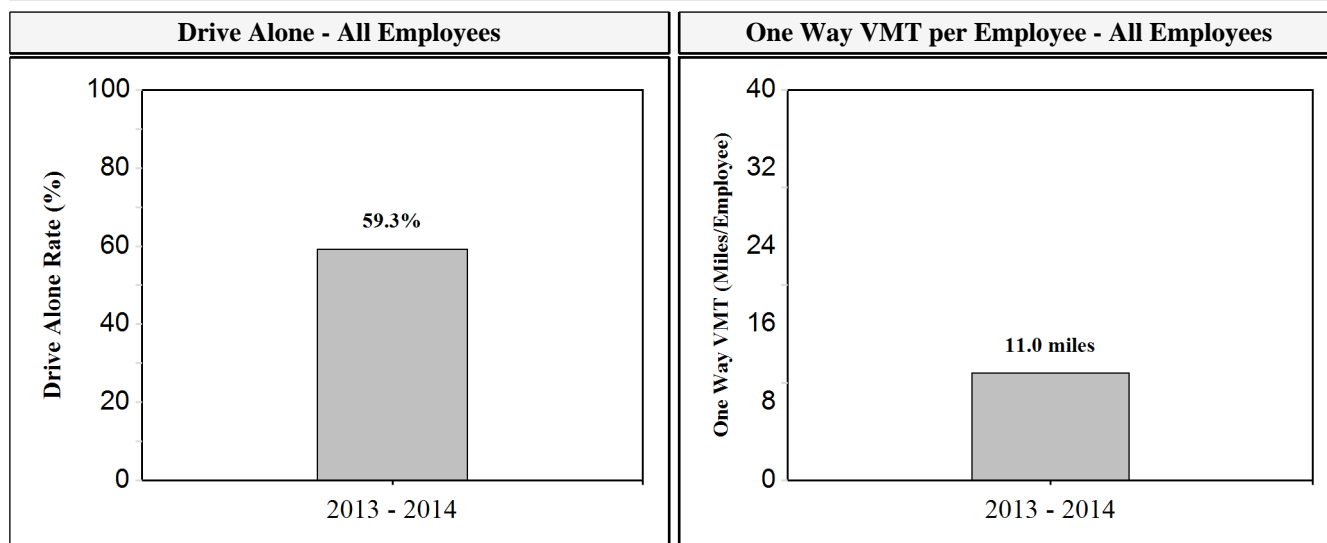 Drive Alone - All Employees
Drive Alone Rate (%)
100
80
60
40
20
0
59.3%
2013 - 2014
One Way VMT per Employee - All Employees
One Way VMT (Miles/Employee)
40
32
24
16
8
0
11.0 miles
2013 - 2014